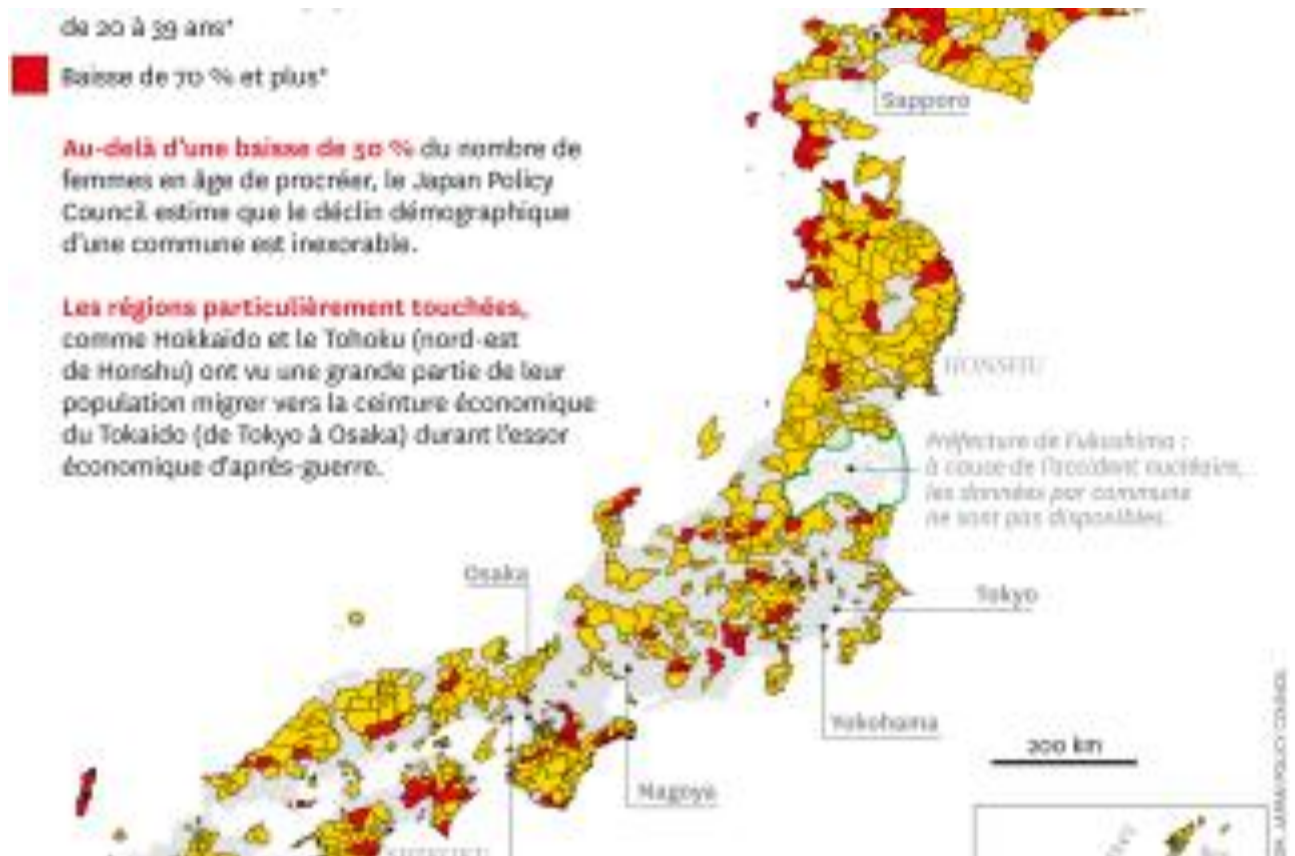 de 20 à 39 ans*
Baisse de 70 % et plus*
Au-delà d'une baisse de 50 % du nombre de
femmes en âge de procréer, le Japan Policy
Council estime que le déclin démographique
d'une commune est inexorable.
Les régions particulièrement touchées,
comme Hokkaido et le Tohoku (nord-est
de Honshu) ont vu une grande partie de leur
population migrer vers la ceinture économique
du Tokaido (de Tokyo à Osaka) durant l'essor
économique d'après-guerre.
Sapporo
HONSHU
Préfecture de Fukushima :
à cause de l'accident nucléaire,
les données par commune
ne sont pas disponibles.
Osaka
Tokyo
Yokohama
200 km
Nagoya
JAPAN POLICY COUNCIL